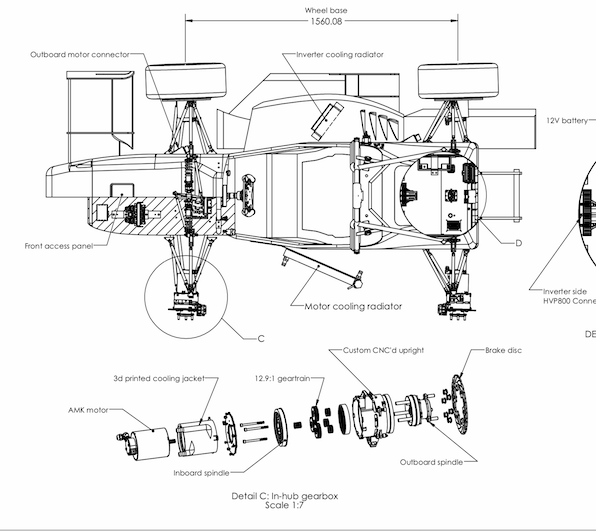 Wheel base
1560.08
Outboard motor connector
Inverter cooling radiator
12V battery
Front access panel
D
Motor cooling radiator
Inverter side
HVP800 Conne
C
DE
Custom CNC'd upright
Brake disc
3d printed cooling jacket
12.9:1 geartrain
AMK motor
Inboard spindle
Outboard spindle
Detail C: In-hub gearbox
Scale 1:7